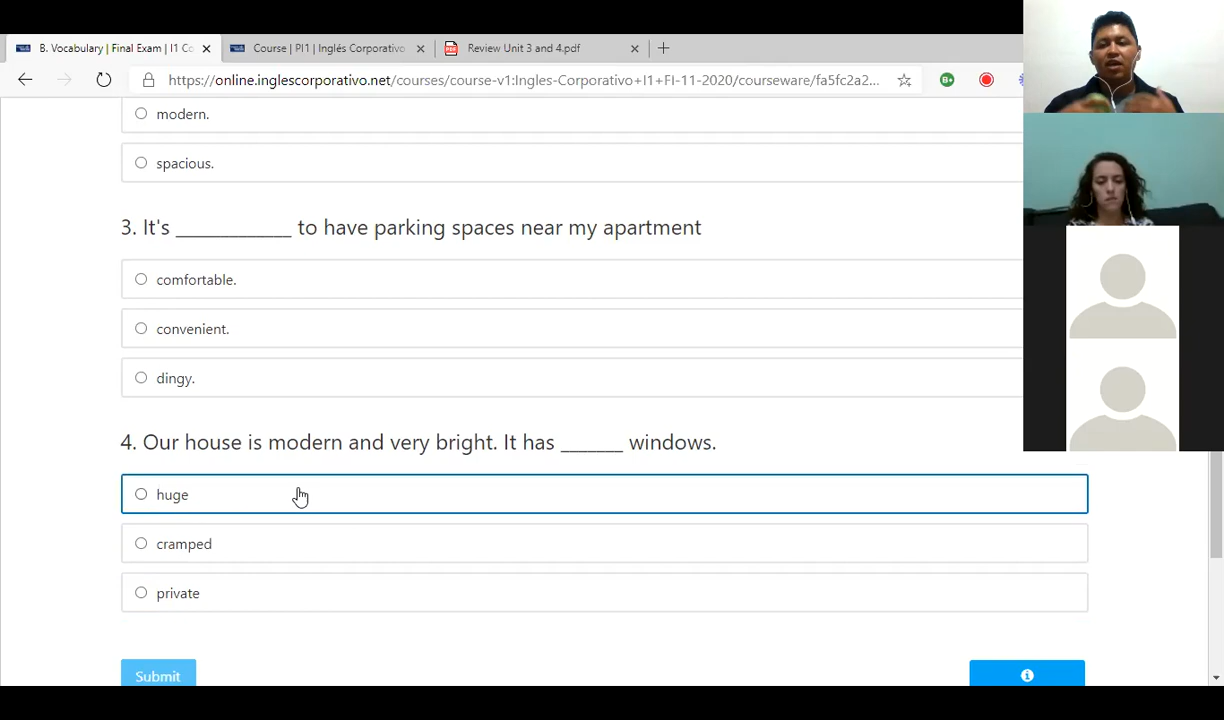 B. Vocabulary | Final Exam | I1 Co
Course | PI1 | Inglés Corporativo
Review Unit 3 and 4.pdf
https://online.inglescorporativo.net/courses/course-v1:Ingles-Corporativo+I1+FI-11-2020/courseware/fa5fc2a2...
modern.
spacious.
3. It's _____________ to have parking spaces near my apartment
comfortable.
convenient.
dingy.
4. Our house is modern and very bright. It has _______ windows.
huge
cramped
private
Submit